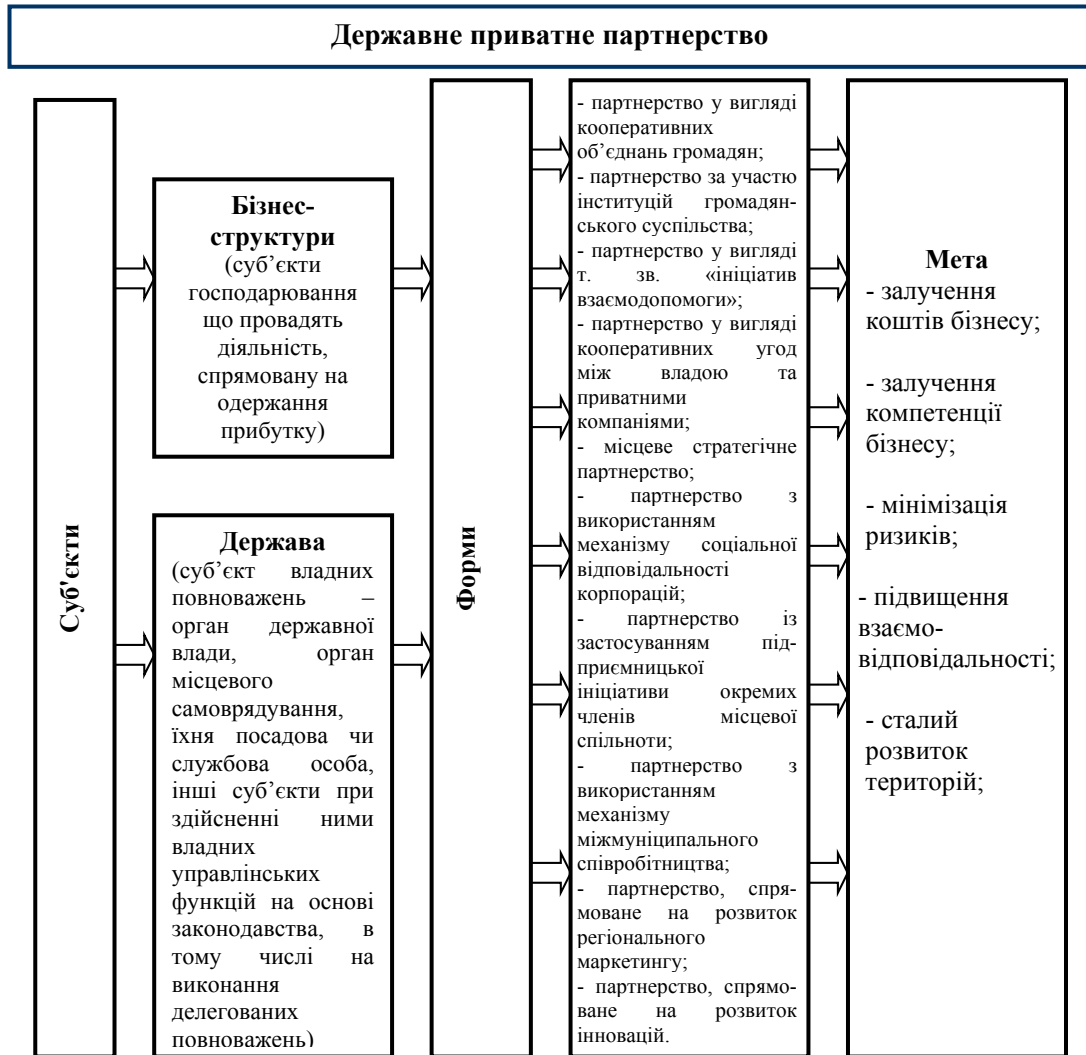 Державне приватне партнерство
Суб'єкти
Бізнес-
структури
(суб’єкти
господарювання
що провадять
діяльність,
спрямовану на
одержання
прибутку)
Держава
(суб’єкт владних
повноважень –
орган державної
влади, орган
місцевого
самоврядування,
їхня посадова чи
службова особа,
інші суб’єкти при
здійсненні ними
владних
управлінських
функцій на основі
законодавства, в
тому числі на
виконання
делегованих
повноважень)
Форми
- партнерство у вигляді
кооперативних
об’єднань громадян;
- партнерство за участю
інституцій громадян-
ського суспільства;
- партнерство у вигляді
т. зв. «ініціатив
взаємодопомоги»;
- партнерство у вигляді
кооперативних угод
між владою та
приватними
компаніями;
- місцеве стратегічне
партнерство;
- партнерство з
використанням
механізму соціальної
відповідальності
корпорацій;
- партнерство із
застосуванням під-
приємницької
ініціативи окремих
членів місцевої
спільноти;
- партнерство з
використанням
механізму
міжмуніципального
співробітництва;
- партнерство, спря-
моване на розвиток
регіонального
маркетингу;
- партнерство, спрямо-
ване на розвиток
інновацій.
Мета
- залучення
коштів бізнесу;
- залучення
компетенції
бізнесу;
- мінімізація
ризиків;
- підвищення
взаємо-
відповідальності;
- сталий
розвиток
територій;